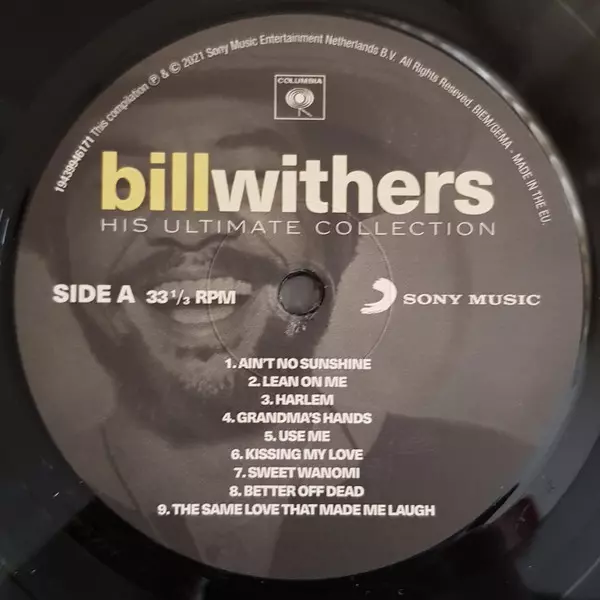 19439946171 This compilation ℗ & © 2021 Sony Music Entertainment Netherlands B.V. All Rights Reserved. BIEM/GEMA - MADE IN THE EU.
COLUMBIA
billwithers
HIS ULTIMATE COLLECTION
SIDE A 33 1/3 RPM
SONY MUSIC
1. AIN'T NO SUNSHINE
2. LEAN ON ME
3. HARLEM
4. GRANDMA'S HANDS
5. USE ME
6. KISSING MY LOVE
7. SWEET WANOMI
8. BETTER OFF DEAD
9. THE SAME LOVE THAT MADE ME LAUGH